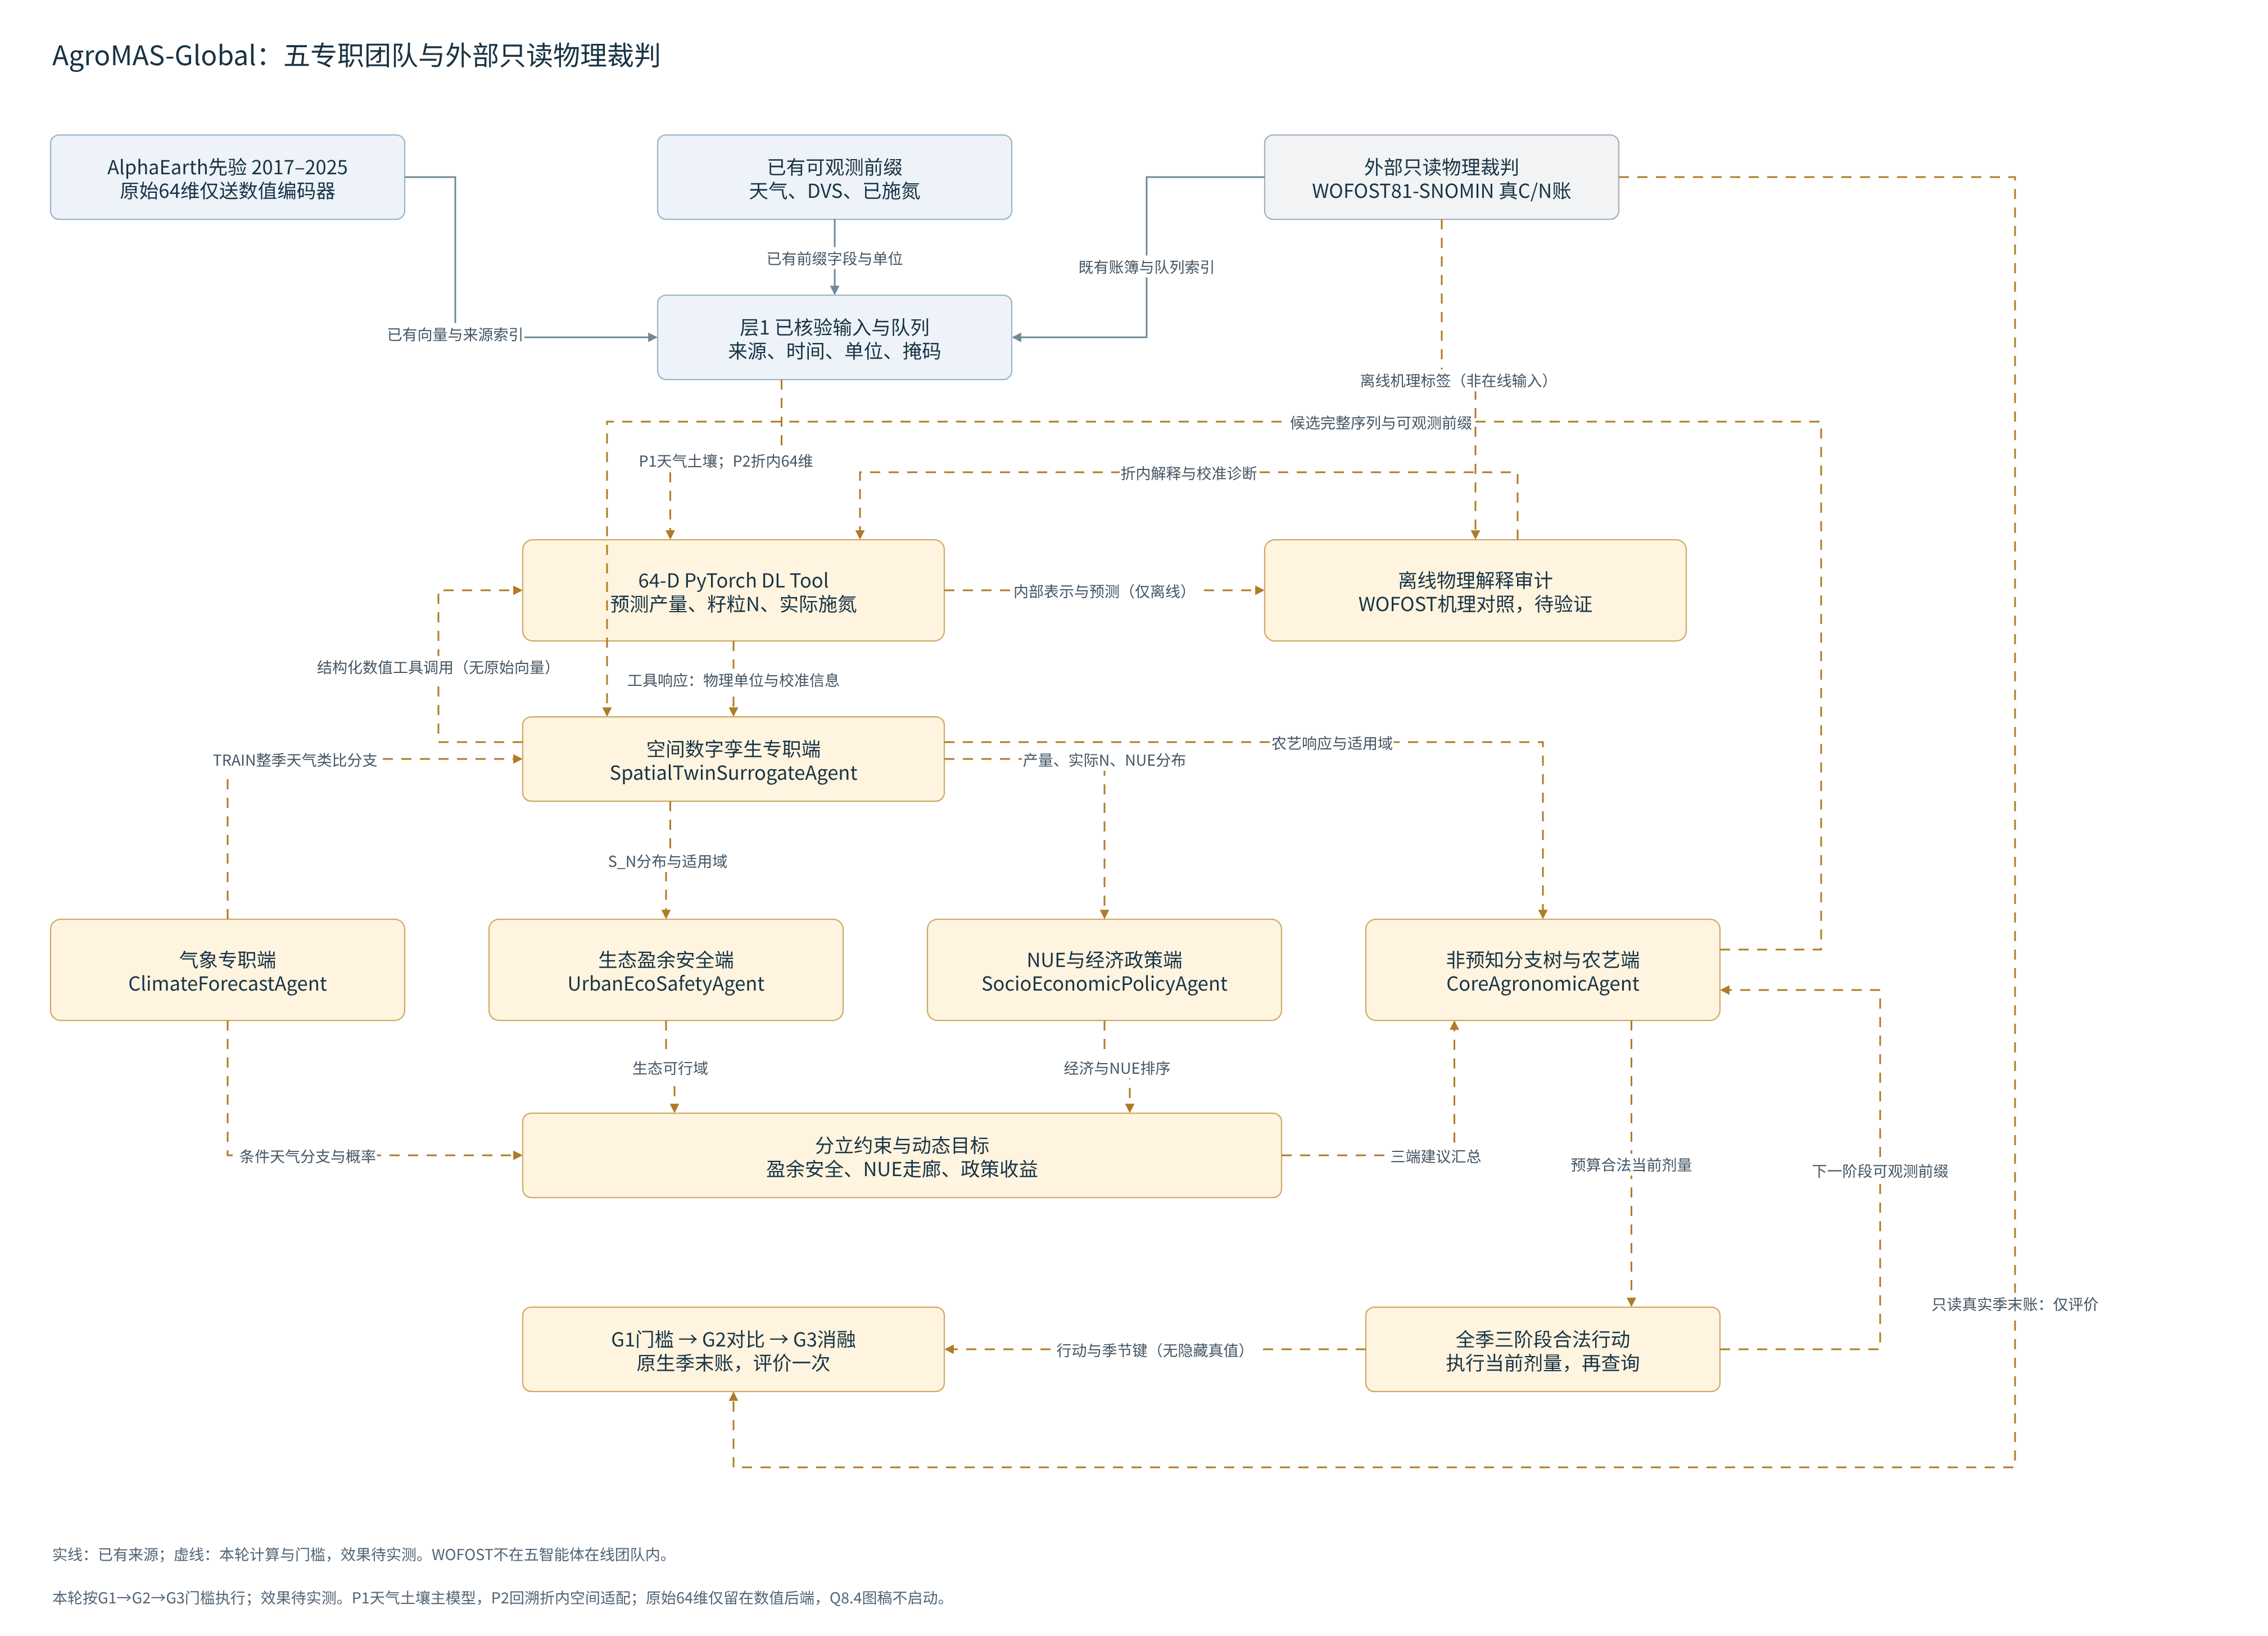 AgroMAS-Global：五专职团队与外部只读物理裁判
AlphaEarth先验 2017–2025
原始64维仅送数值编码器
已有可观测前缀
天气、DVS、已施氮
外部只读物理裁判
WOFOST81-SNOMIN 真C/N账
已有前缀字段与单位
既有账簿与队列索引
已有向量与来源索引
层1 已核验输入与队列
来源、时间、单位、掩码
离线机理标签（非在线输入）
候选完整序列与可观测前缀
P1天气土壤；P2折内64维
折内解释与校准诊断
64-D PyTorch DL Tool
预测产量、籽粒N、实际施氮
内部表示与预测（仅离线）
离线物理解释审计
WOFOST机理对照，待验证
结构化数值工具调用（无原始向量）
工具响应：物理单位与校准信息
空间数字孪生专职端
SpatialTwinSurrogateAgent
农艺响应与适用域
TRAIN整季天气类比分支
产量、实际N、NUE分布
S_N分布与适用域
气象专职端
ClimateForecastAgent
生态盈余安全端
UrbanEcoSafetyAgent
NUE与经济政策端
SocioEconomicPolicyAgent
非预知分支树与农艺端
CoreAgronomicAgent
生态可行域
经济与NUE排序
分立约束与动态目标
盈余安全、NUE走廊、政策收益
条件天气分支与概率
三端建议汇总
预算合法当前剂量
下一阶段可观测前缀
只读真实季末账：仅评价
G1门槛 → G2对比 → G3消融
原生季末账，评价一次
行动与季节键（无隐藏真值）
全季三阶段合法行动
执行当前剂量，再查询
实线：已有来源；虚线：本轮计算与门槛，效果待实测。WOFOST不在五智能体在线团队内。
本轮按G1→G2→G3门槛执行；效果待实测。P1天气土壤主模型，P2回溯折内空间适配；原始64维仅留在数值后端，Q8.4图稿不启动。